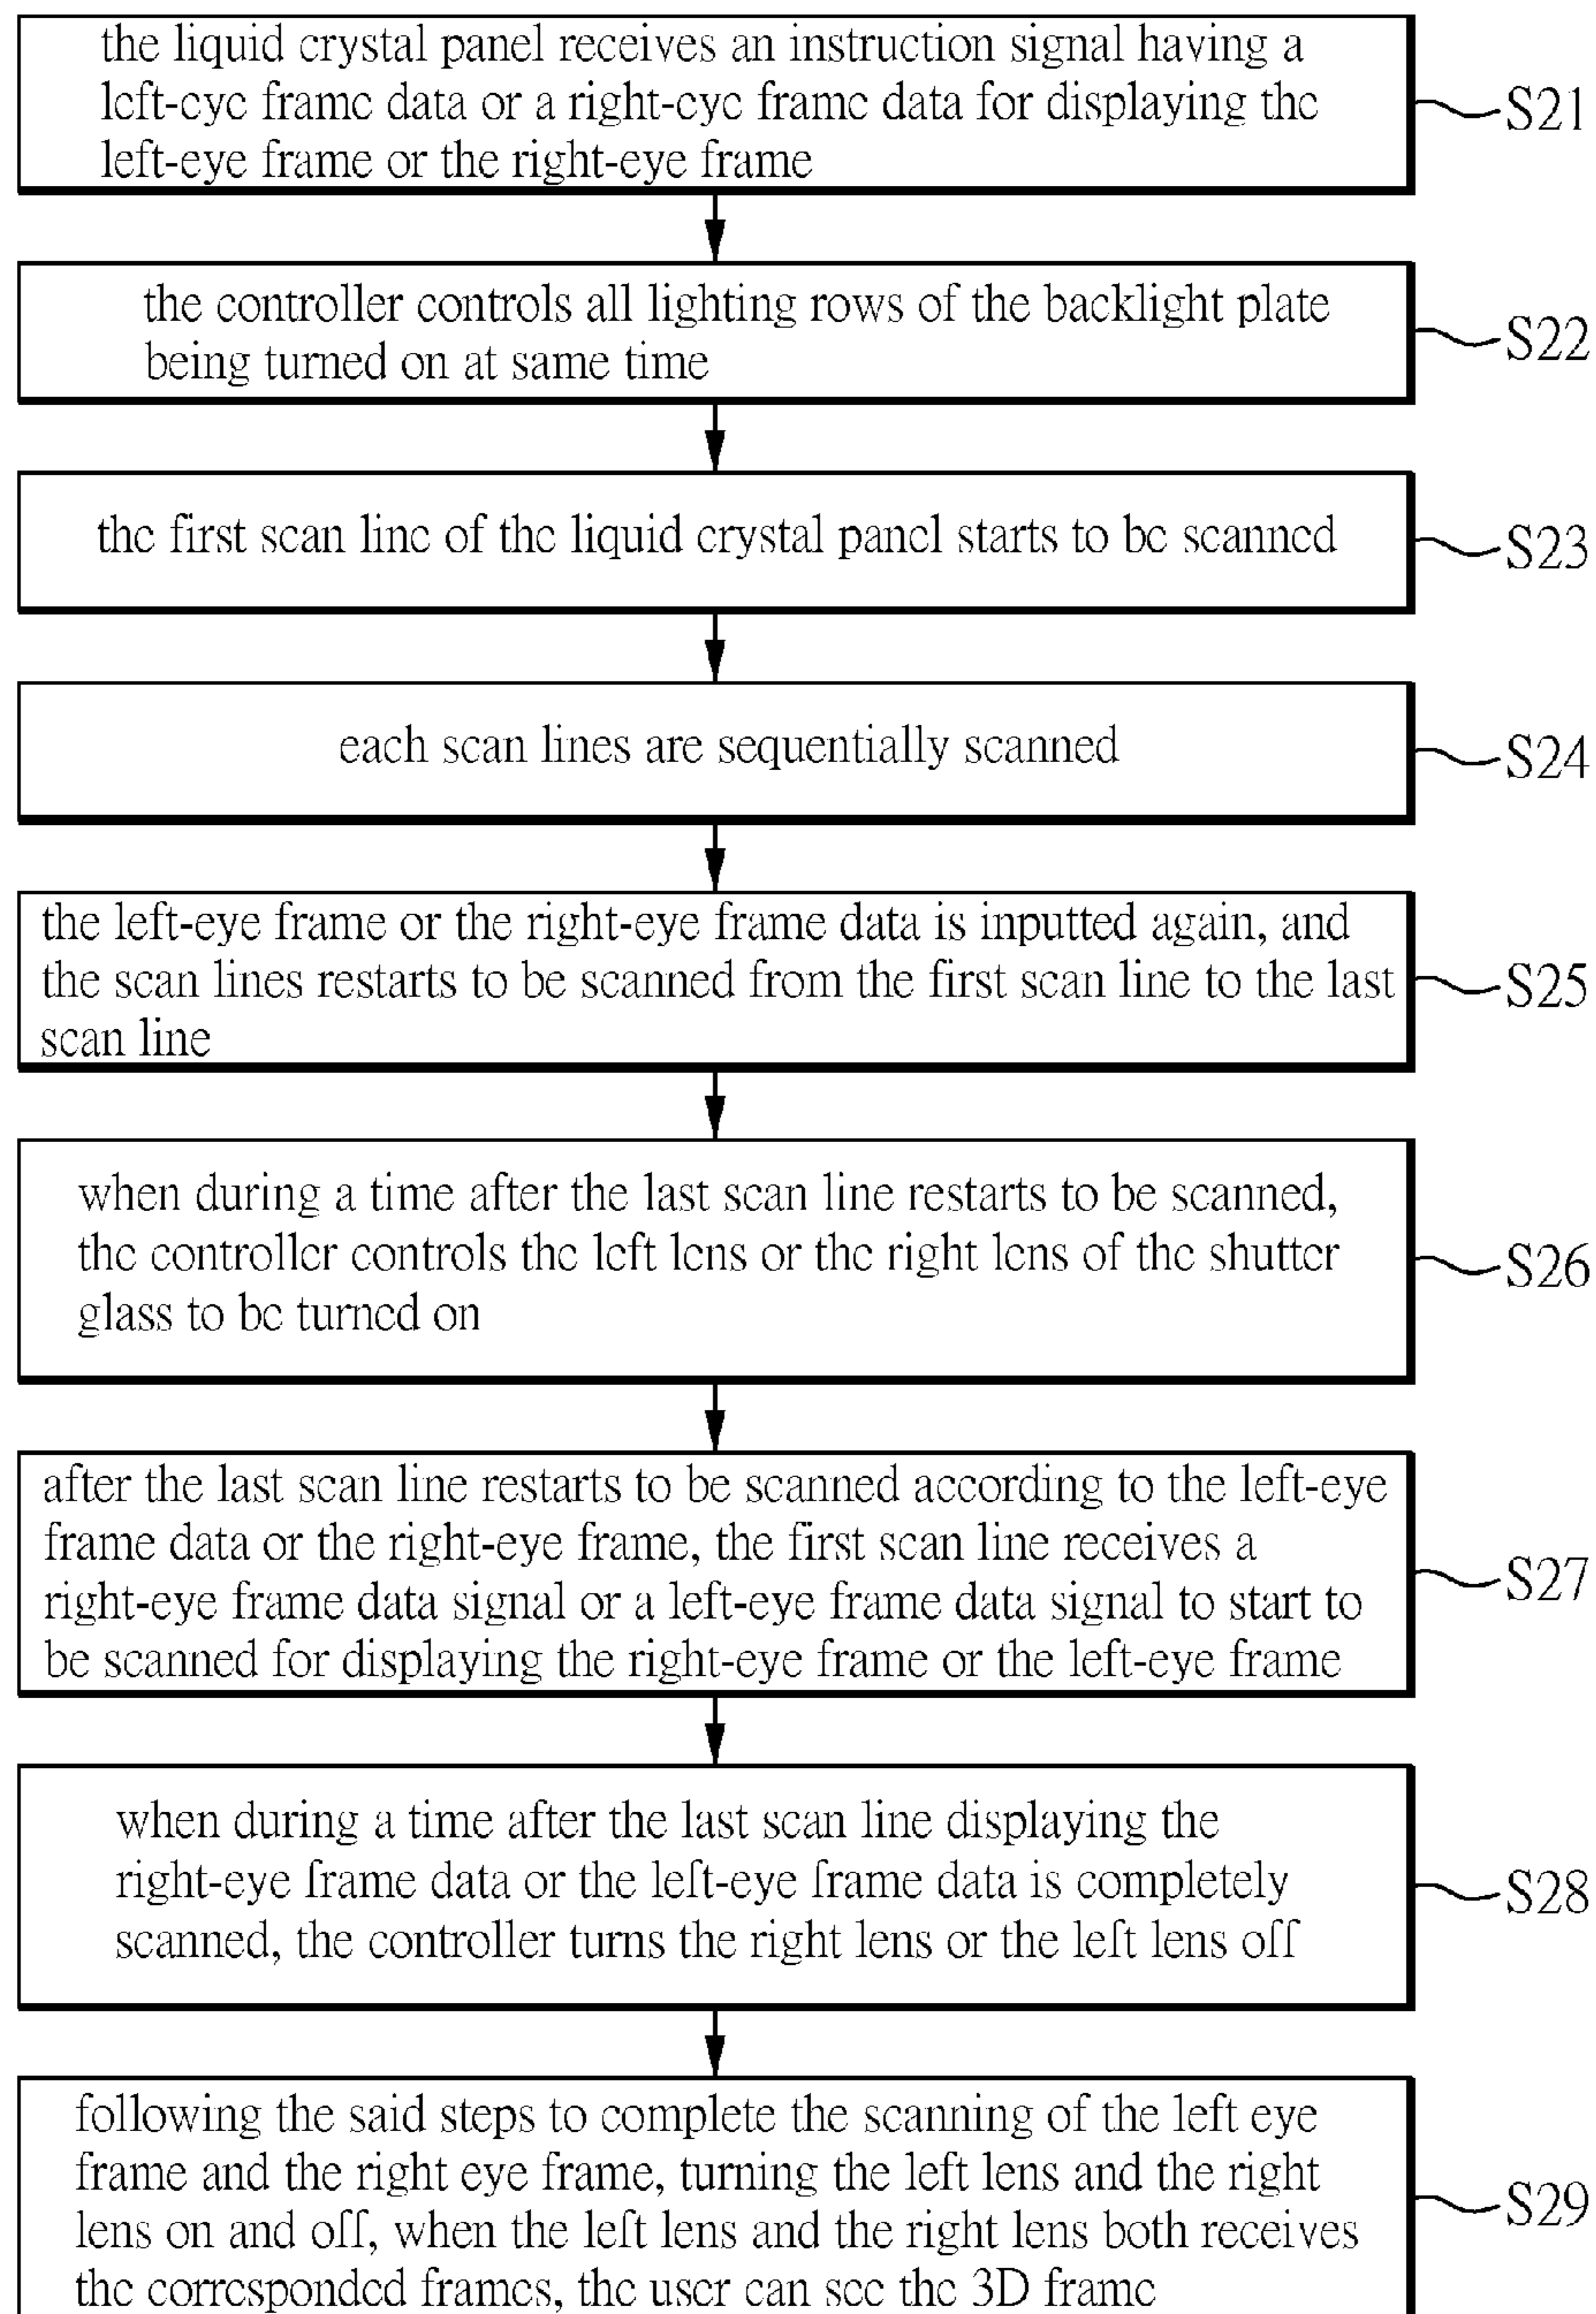 the liquid crystal panel receives an instruction signal having a
left-eye frame data or a right-eye frame data for displaying the
left-eye frame or the right-eye frame
S21
the controller controls all lighting rows of the backlight plate
being turned on at same time
S22
the first scan line of the liquid crystal panel starts to be scanned
S23
each scan lines are sequentially scanned
S24
the left-eye frame or the right-eye frame data is inputted again, and
the scan lines restarts to be scanned from the first scan line to the last
scan line
S25
when during a time after the last scan line restarts to be scanned,
the controller controls the left lens or the right lens of the shutter
glass to be turned on
S26
after the last scan line restarts to be scanned according to the left-eye
frame data or the right-eye frame, the first scan line receives a
right-eye frame data signal or a left-eye frame data signal to start to
be scanned for displaying the right-eye frame or the left-eye frame
S27
when during a time after the last scan line displaying the
right-eye frame data or the left-eye frame data is completely
scanned, the controller turns the right lens or the left lens off
S28
following the said steps to complete the scanning of the left eye
frame and the right eye frame, turning the left lens and the right
lens on and off, when the left lens and the right lens both receives
the corresponded frames, the user can see the 3D frame
S29